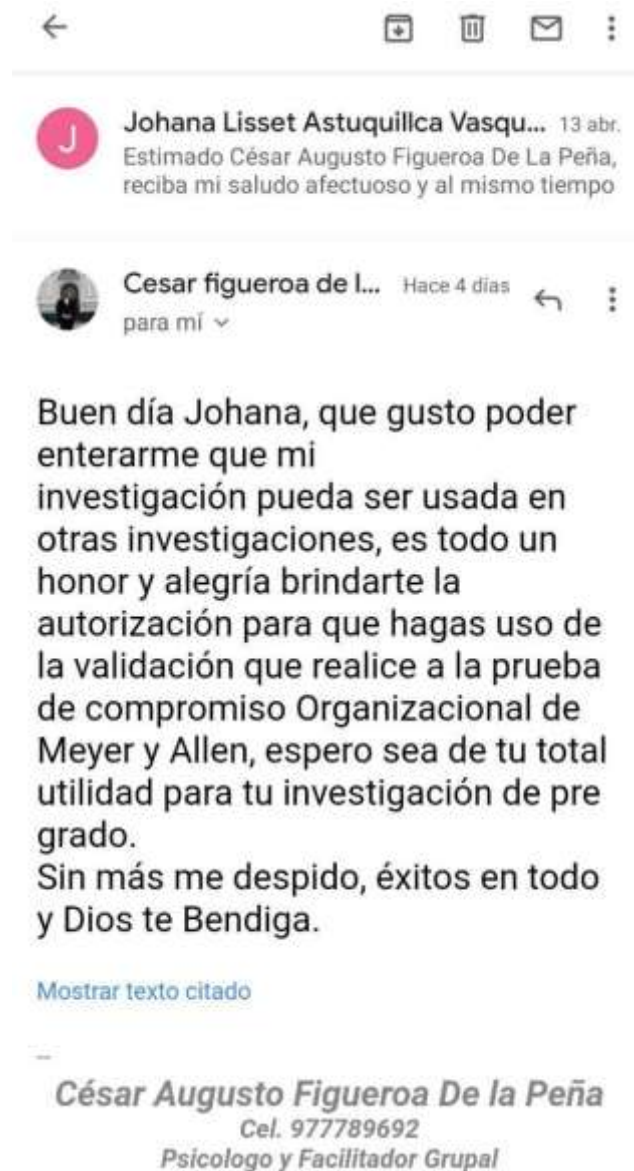 Johana Lisset Astuquillca Vasqu... 13 abr.
Estimado César Augusto Figueroa De La Peña,
reciba mi saludo afectuoso y al mismo tiempo
J
Cesar figueroa de l... Hace 4 días
para mí
Buen día Johana, que gusto poder
enterarme que mi
investigación pueda ser usada en
otras investigaciones, es todo un
honor y alegría brindarte la
autorización para que hagas uso de
la validación que realice a la prueba
de compromiso Organizacional de
Meyer y Allen, espero sea de tu total
utilidad para tu investigación de pre
grado.
Sin más me despido, éxitos en todo
y Dios te Bendiga.
Mostrar texto citado
--
César Augusto Figueroa De la Peña
Cel. 977789692
Psicologo y Facilitador Grupal